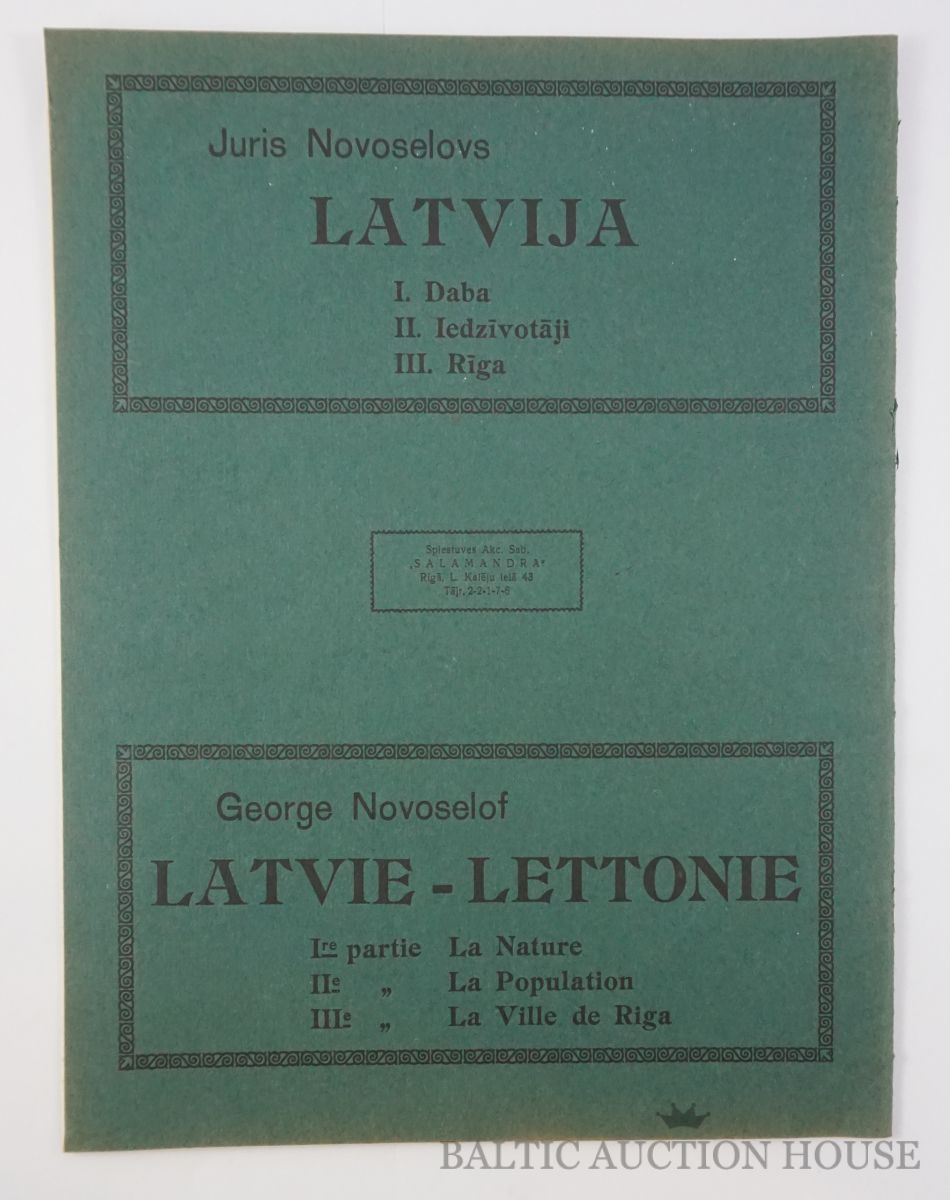 Juris Novoselovs
LATVIJA
I. Daba
II. Iedzīvotāji
III. Rīga
Spiestuves Akc. Sab.
„SALAMANDRA“
Rīgā, L. Kalēju ielā 43
Tālr. 2-2-1-7-6
George Novoselof
LATVIE - LETTONIE
Ire partie La Nature
IIe „ La Population
IIIe „ La Ville de Riga
BALTIC AUCTION HOUSE